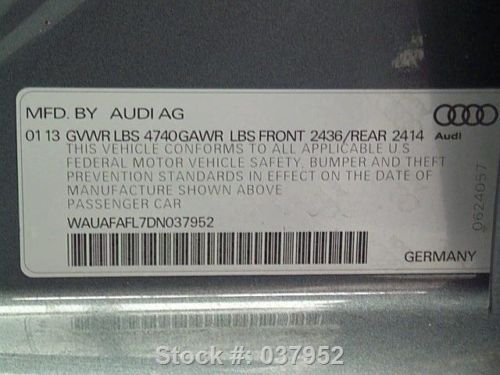 MFD. BY AUDI AG
01 13 GVWR LBS 4740 GAWR LBS FRONT 2436/REAR 2414 Audi
THIS VEHICLE CONFORMS TO ALL APPLICABLE U S
FEDERAL MOTOR VEHICLE SAFETY, BUMPER AND THEFT
PREVENTION STANDARDS IN EFFECT ON THE DATE OF
MANUFACTURE SHOWN ABOVE
PASSENGER CAR
WAUAFAFL7DN037952
0624057
GERMANY
Stock #: 037952